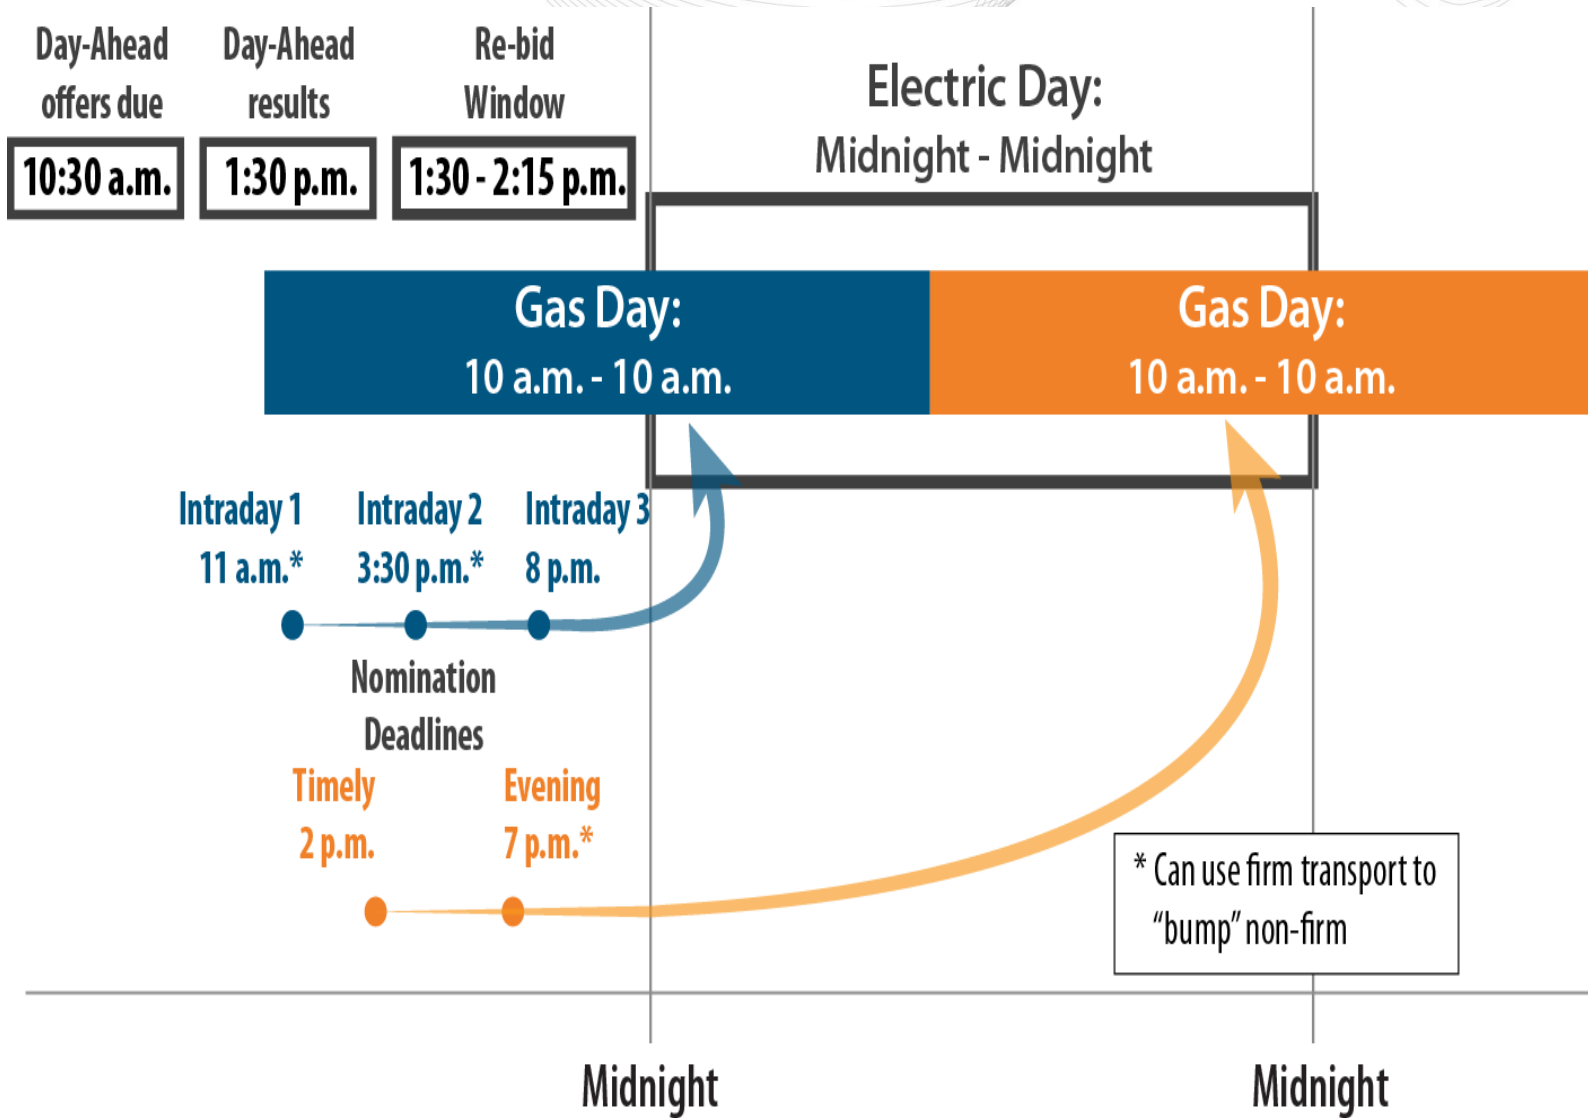 Day-Ahead
offers due
10:30 a.m.
Day-Ahead
results
1:30 p.m.
Re-bid
Window
1:30 - 2:15 p.m.
Electric Day:
Midnight - Midnight
Gas Day:
10 a.m. - 10 a.m.
Gas Day:
10 a.m. - 10 a.m.
Intraday 1
11 a.m.*
Intraday 2
3:30 p.m.*
Intraday 3
8 p.m.
Nomination
Deadlines
Timely
2 p.m.
Evening
7 p.m.*
* Can use firm transport to
“bump” non-firm
Midnight
Midnight